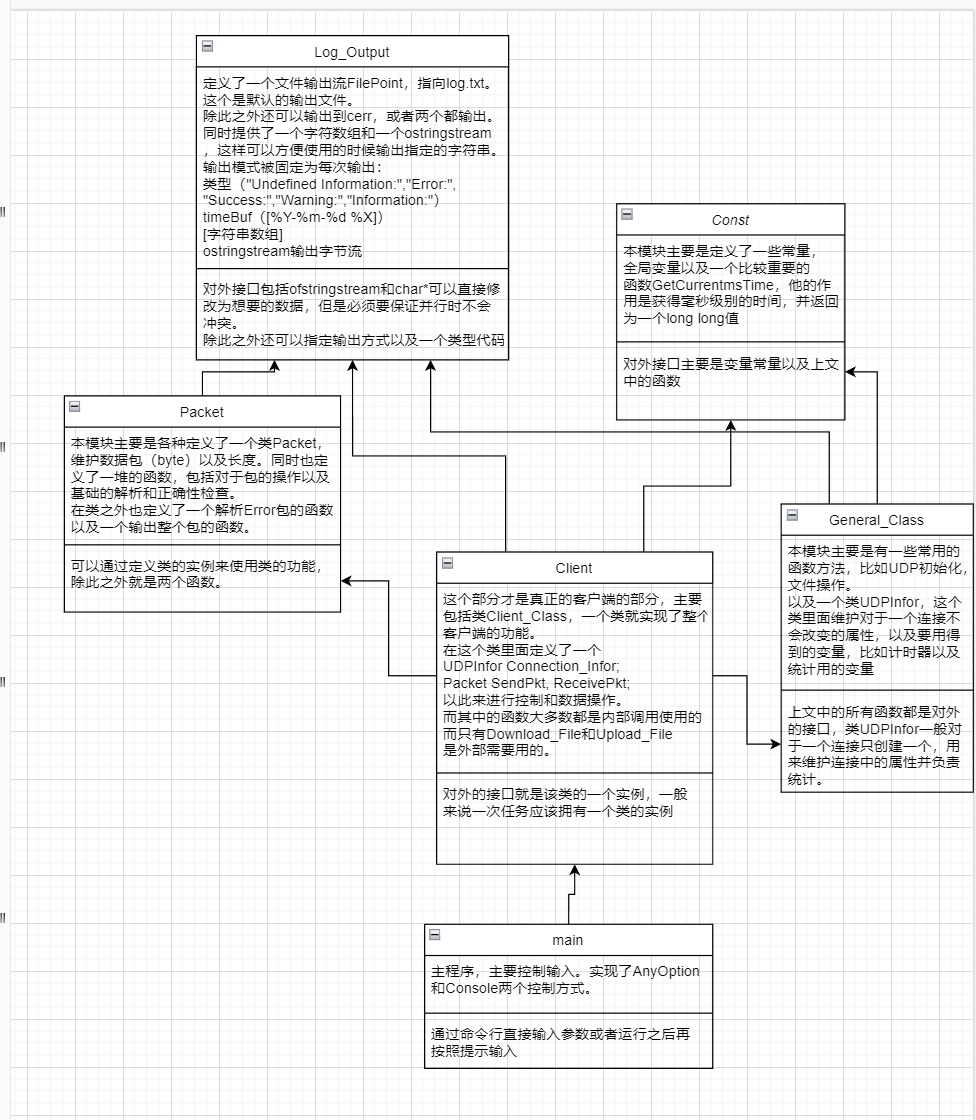 Log_Output
定义了一个文件输出流FilePoint，指向log.txt。
这个是默认的输出文件。
除此之外还可以输出到cerr，或者两个都输出。
同时提供了一个字符数组和一个ostringstream
，这样可以方便使用的时候输出指定的字符串。
输出模式被固定为每次输出：
类型（"Undefined Information:","Error:",
"Success:","Warning:","Information:"）
timeBuf（[%Y-%m-%d %X]）
[字符串数组]
ostringstream输出字节流
对外接口包括ofstringstream和char*可以直接修
改为想要的数据，但是必须要保证并行时不会
冲突。
除此之外还可以指定输出方式以及一个类型代码
Const
本模块主要是定义了一些常量，
全局变量以及一个比较重要的
函数GetCurrentmsTime，他的作
用是获得毫秒级别的时间，并返回
为一个long long值
对外接口主要是变量常量以及上文
中的函数
Packet
本模块主要是各种定义了一个类Packet，
维护数据包（byte）以及长度。同时也定
义了一堆的函数，包括对于包的操作以及
基础的解析和正确性检查。
在类之外也定义了一个解析Error包的函数
以及一个输出整个包的函数。
可以通过定义类的实例来使用类的功能，
除此之外就是两个函数。
General_Class
本模块主要是有一些常用的
函数方法，比如UDP初始化，
文件操作。
以及一个类UDPInfor，这个
类里面维护对于一个连接不
会改变的属性，以及要用得
到的变量，比如计时器以及
统计用的变量
上文中的所有函数都是对外
的接口，类UDPInfor一般对
于一个连接只创建一个，用
来维护连接中的属性并负责
统计。
Client
这个部分才是真正的客户端的部分，主要
包括类Client_Class，一个类就实现了整个
客户端的功能。
在这个类里面定义了一个
UDPInfor Connection_Infor;
Packet SendPkt, ReceivePkt;
以此来进行控制和数据操作。
而其中的函数大多数都是内部调用使用的
而只有Download_File和Upload_File
是外部需要用的。
对外的接口就是该类的一个实例，一般
来说一次任务应该拥有一个类的实例
main
主程序，主要控制输入。实现了AnyOption
和Console两个控制方式。
通过命令行直接输入参数或者运行之后再
按照提示输入